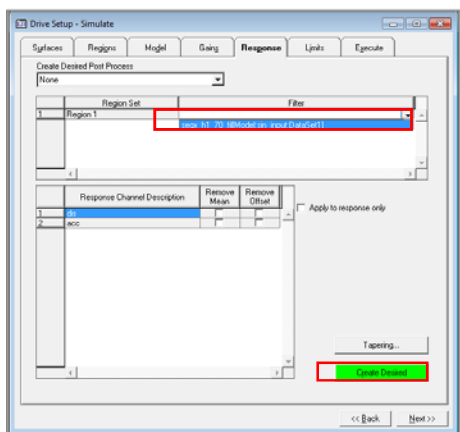 Drive Setup - Simulate
Surfaces Regions Model Gains Response Limits Execute
Create Desired Post Process
None
Region Set Filter
1 Region 1
Response Channel Description Remove Mean Remove Offset
1 dis
2 acc
Apply to response only
Tapering...
Create Desired
<< Back Next >>